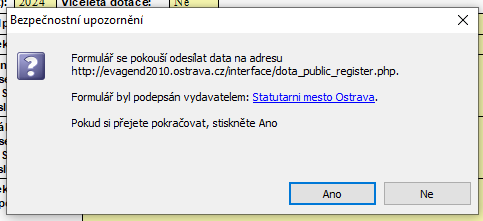 2024 Víceletá dotace: Ne
Bezpečnostní upozornění
Formulář se pokouší odesílat data na adresu
http://evagend2010.ostrava.cz/interface/dota_public_register.php.
Formulář byl podepsán vydavatelem: Statutarni mesto Ostrava.
Pokud si přejete pokračovat, stiskněte Ano
Ano
Ne